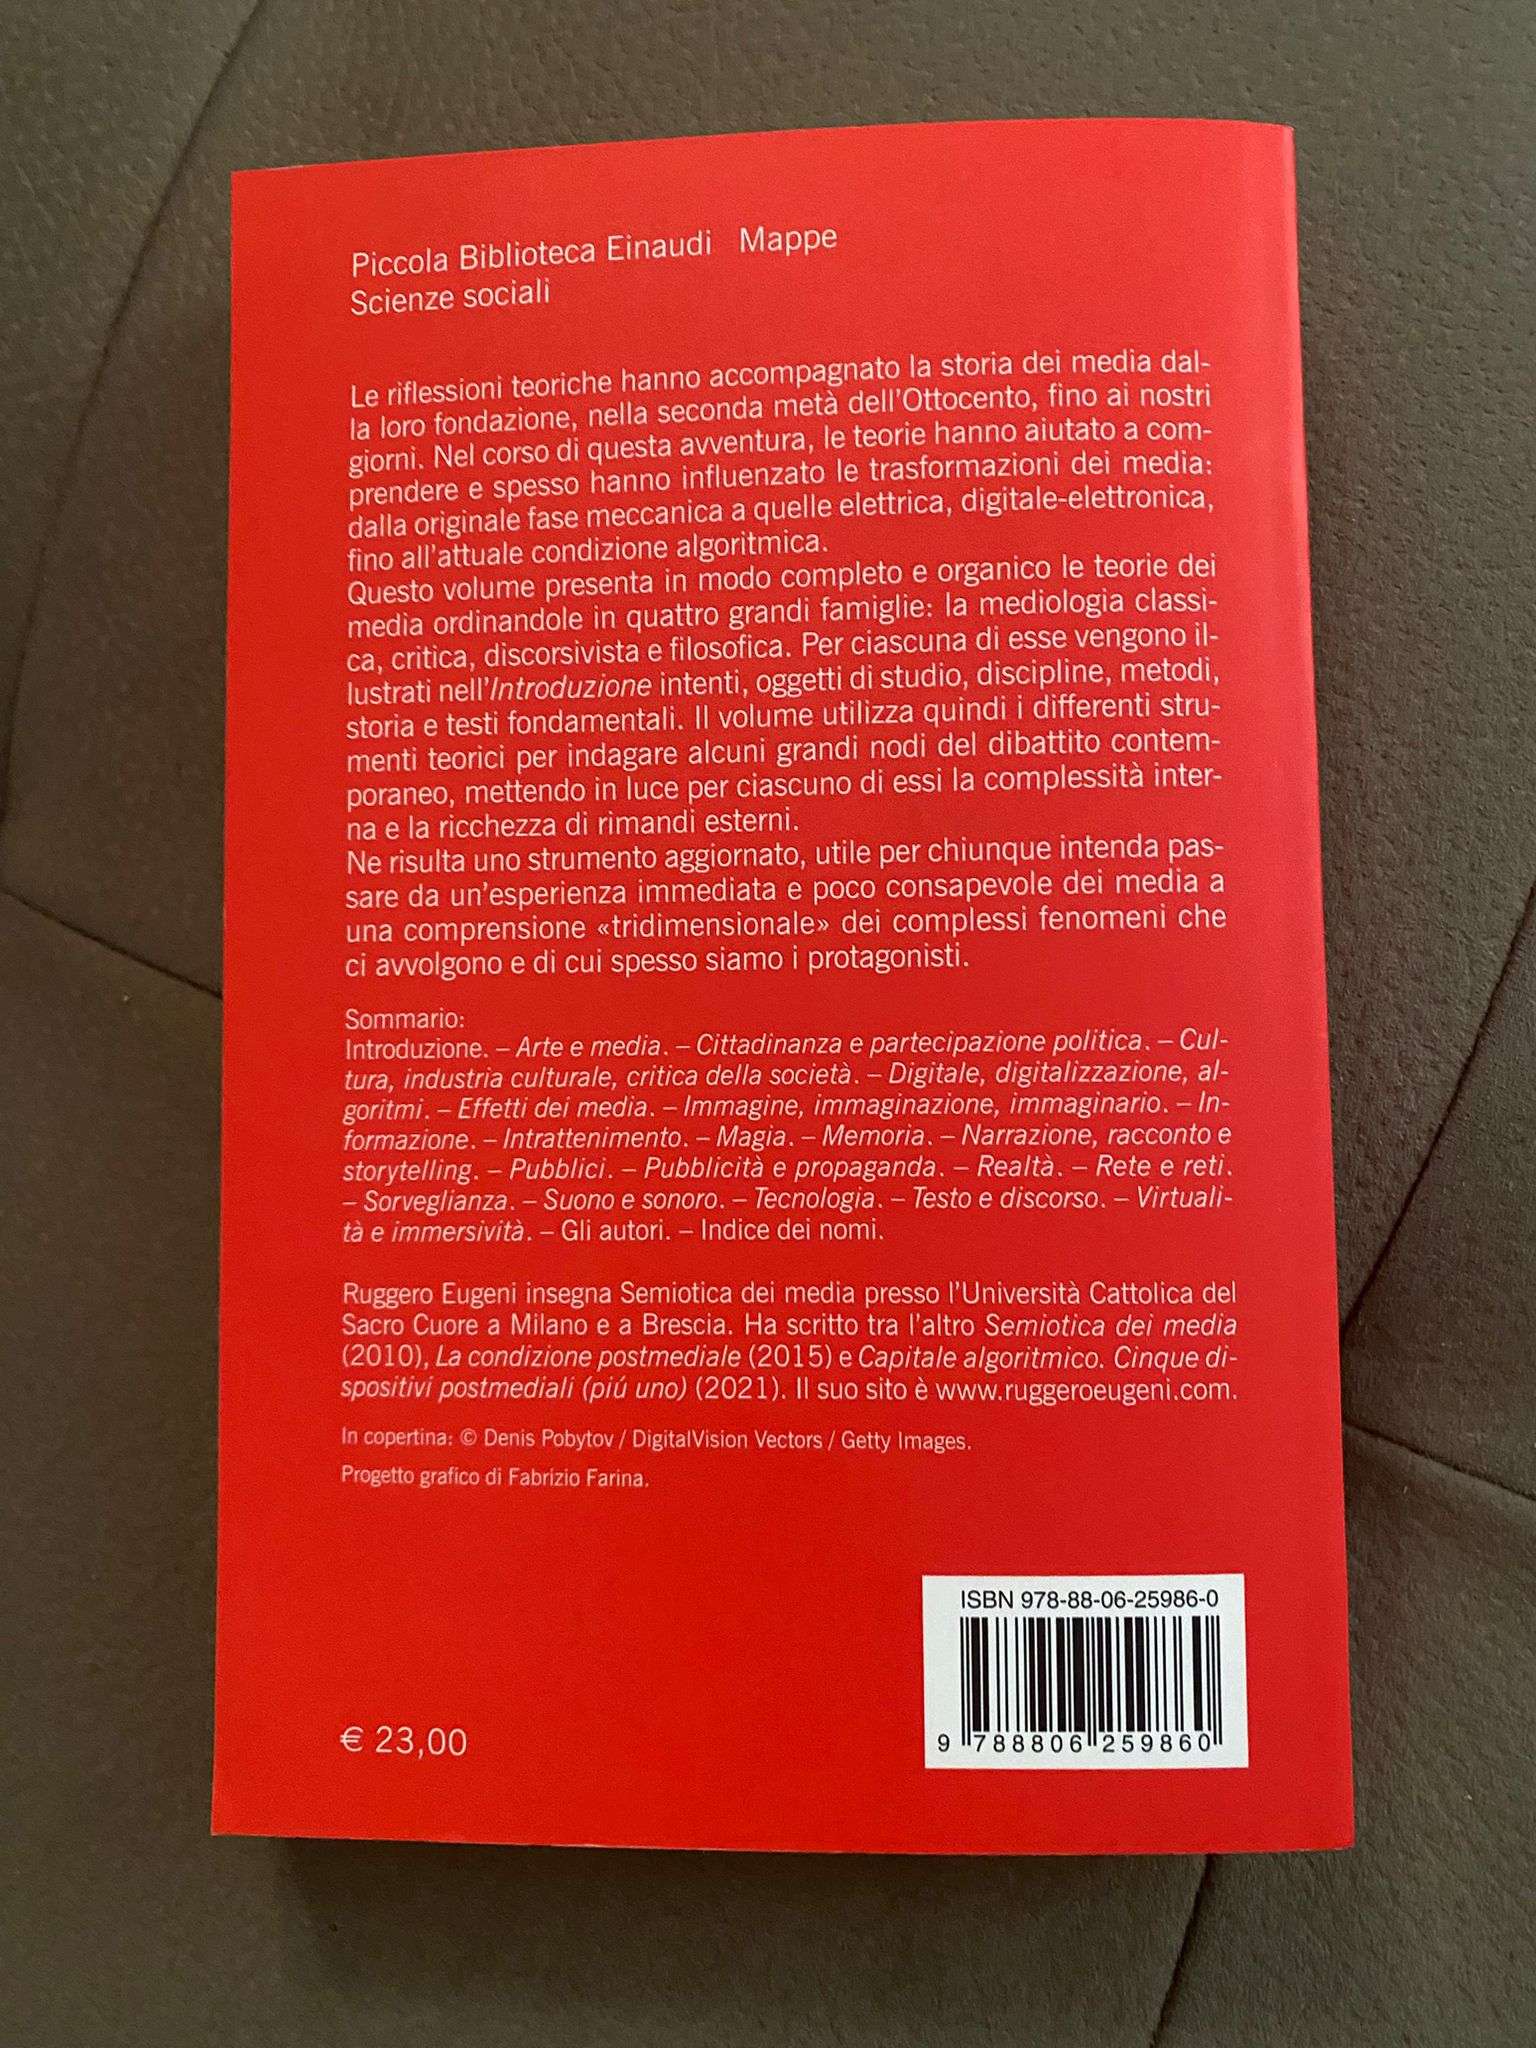 Piccola Biblioteca Einaudi Mappe
Scienze sociali
Le riflessioni teoriche hanno accompagnato la storia dei media dal-
la loro fondazione, nella seconda metà dell'Ottocento, fino ai nostri
giorni. Nel corso di questa avventura, le teorie hanno aiutato a com-
prendere e spesso hanno influenzato le trasformazioni dei media:
dalla originale fase meccanica a quelle elettrica, digitale-elettronica,
fino all'attuale condizione algoritmica.
Questo volume presenta in modo completo e organico le teorie dei
media ordinandole in quattro grandi famiglie: la mediologia classi-
ca, critica, discorsivista e filosofica. Per ciascuna di esse vengono il-
lustrati nell'Introduzione intenti, oggetti di studio, discipline, metodi,
storia e testi fondamentali. Il volume utilizza quindi i differenti stru-
menti teorici per indagare alcuni grandi nodi del dibattito contem-
poraneo, mettendo in luce per ciascuno di essi la complessità inter-
na e la ricchezza di rimandi esterni.
Ne risulta uno strumento aggiornato, utile per chiunque intenda pas-
sare da un'esperienza immediata e poco consapevole dei media a
una comprensione «tridimensionale» dei complessi fenomeni che
ci avvolgono e di cui spesso siamo i protagonisti.
Sommario:
Introduzione. – Arte e media. – Cittadinanza e partecipazione politica. – Cul-
tura, industria culturale, critica della società. – Digitale, digitalizzazione, al-
goritmi. – Effetti dei media. – Immagine, immaginazione, immaginario. – In-
formazione. – Intrattenimento. – Magia. – Memoria. – Narrazione, racconto e
storytelling. – Pubblici. – Pubblicità e propaganda. – Realtà. – Rete e reti.
– Sorveglianza. – Suono e sonoro. – Tecnologia. – Testo e discorso. – Virtuali-
tà e immersività. – Gli autori. – Indice dei nomi.
Ruggero Eugeni insegna Semiotica dei media presso l'Università Cattolica del
Sacro Cuore a Milano e a Brescia. Ha scritto tra l'altro Semiotica dei media
(2010), La condizione postmediale (2015) e Capitale algoritmico. Cinque di-
spositivi postmediali (piú uno) (2021). Il suo sito è www.ruggeroeugeni.com.
In copertina: © Denis Pobytov / DigitalVision Vectors / Getty Images.
Progetto grafico di Fabrizio Farina.
ISBN 978-88-06-25986-0
9 788806 259860
€ 23,00